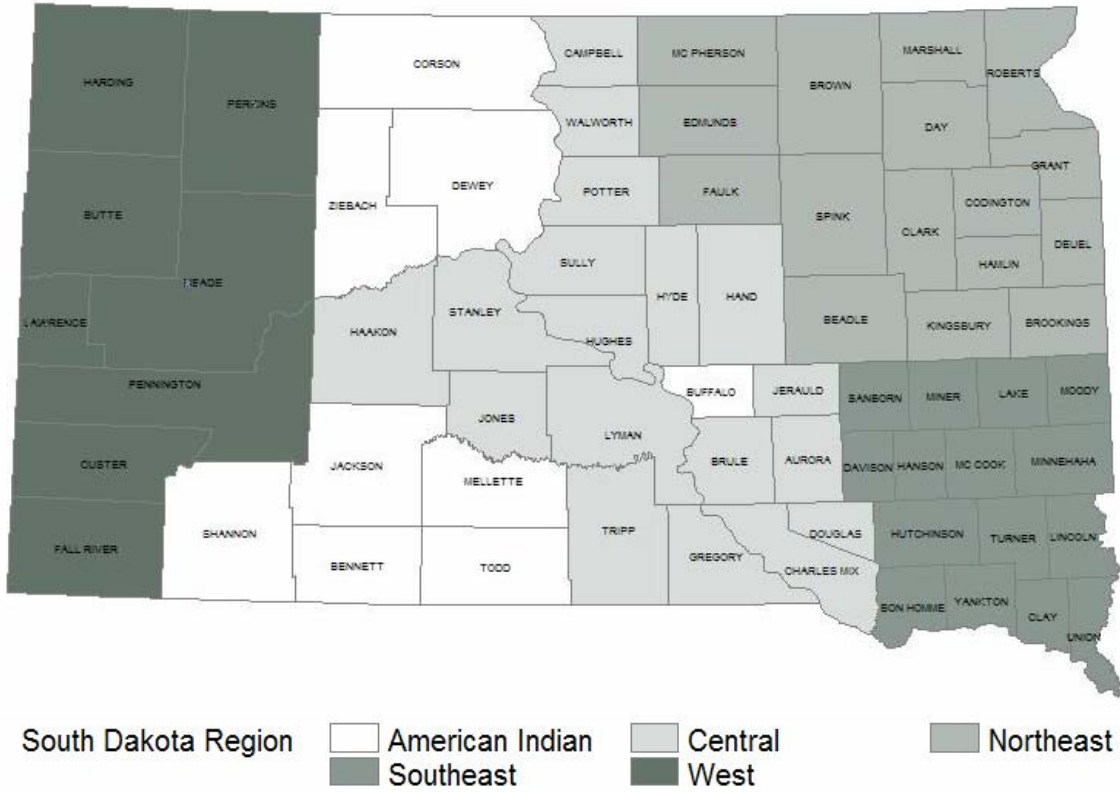 CORSON
CAMPBELL
MC PHERSON
MARSHALL
HARDING
BROWN
ROBERTS
PERKINS
WALWORTH
EDMUNDS
DAY
GRANT
DEWEY
POTTER
FAULK
ZIEBACH
CODINGTON
BUTTE
SPINK
CLARK
DEUEL
SULLY
HAMLIN
MEADE
HYDE
HAND
STANLEY
LAWRENCE
HAAKON
BEADLE
KINGSBURY
BROOKINGS
HUGHES
PENNINGTON
BUFFALO
JERAULD
SANBORN
MINER
LAKE
MOODY
JONES
LYMAN
CUSTER
JACKSON
BRULE
AURORA
DAVISON
HANSON
MC COOK
MINNEHAHA
MELLETTE
SHANNON
TRIPP
DOUGLAS
HUTCHINSON
TURNER
LINCOLN
FALL RIVER
BENNETT
TODD
GREGORY
CHARLES MIX
BON HOMME
YANKTON
CLAY
UNION
South Dakota Region
American Indian
Central
Northeast
Southeast
West